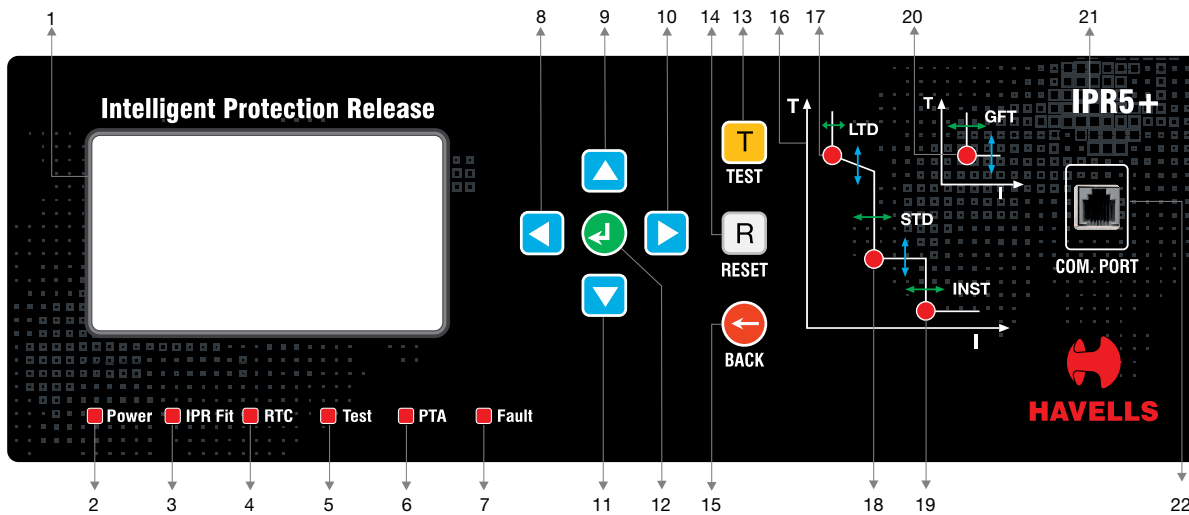 1
8
9
10
14
13
16
17
20
21
Intelligent Protection Release
IPR5+
T
LTD
T
GFT
I
T
TEST
R
RESET
STD
COM. PORT
INST
I
BACK
HAVELLS
Power
IPR Fit
RTC
Test
PTA
Fault
2
3
4
5
6
7
11
12
15
18
19
22